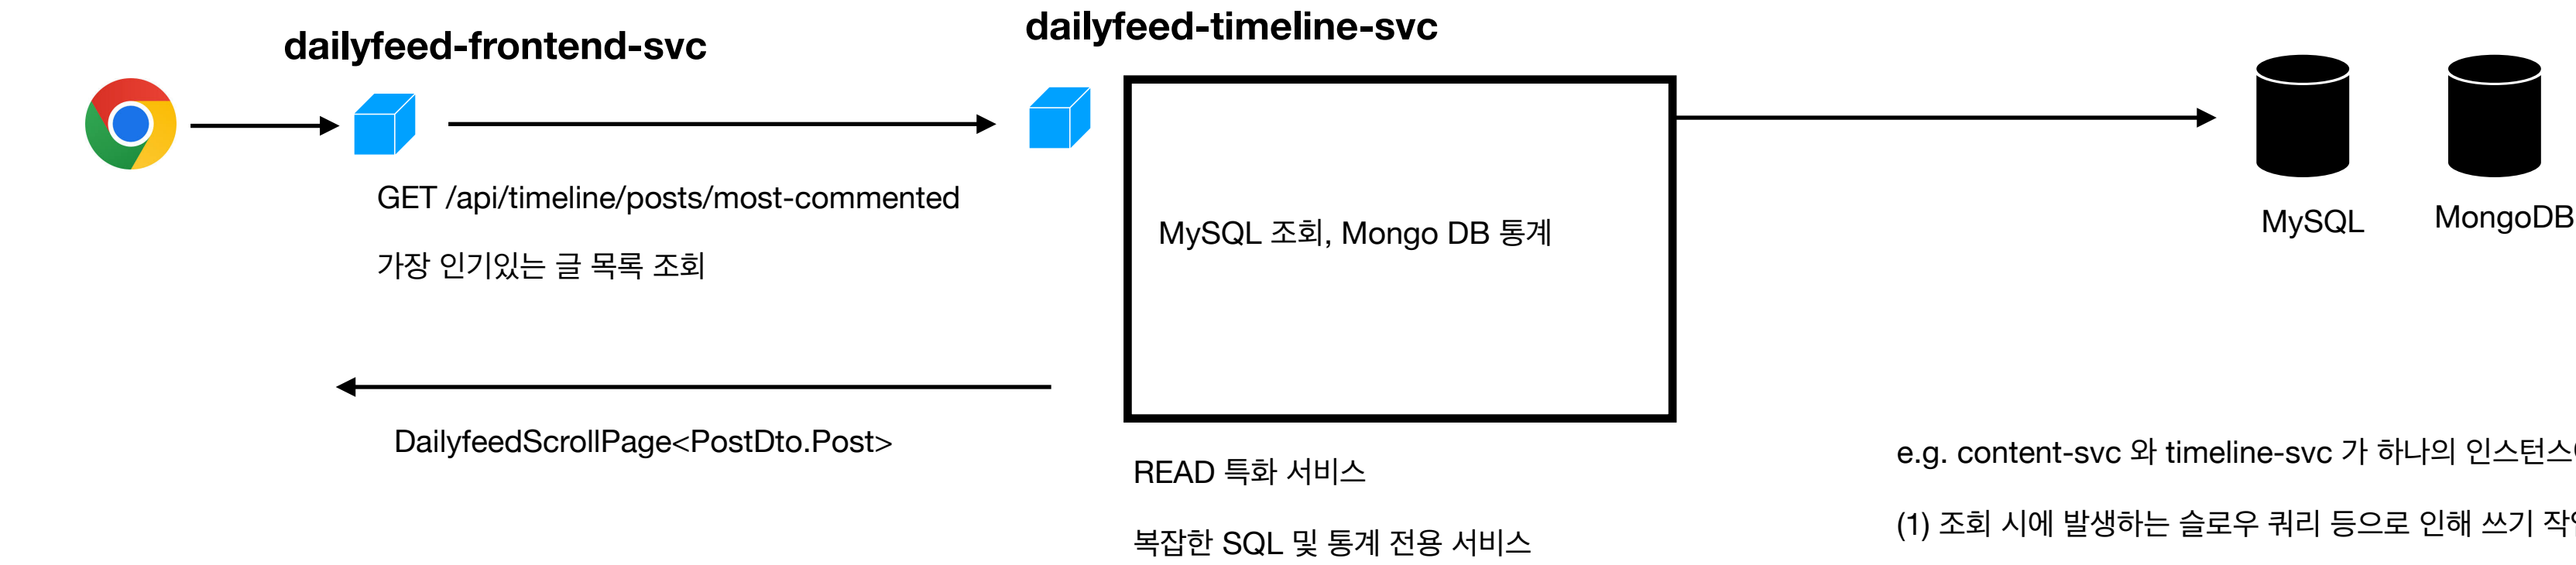 dailyfeed-frontend-svc
dailyfeed-timeline-svc
GET /api/timeline/posts/most-commented
가장 인기있는 글 목록 조회
MySQL 조회, Mongo DB 통계
MySQL
MongoDB
DailyfeedScrollPage<PostDto.Post>
READ 특화 서비스
복잡한 SQL 및 통계 전용 서비스
e.g. content-svc 와 timeline-svc 가 하나의
(1) 조회 시에 발생하는 슬로우 쿼리 등으로 인해 쓰기